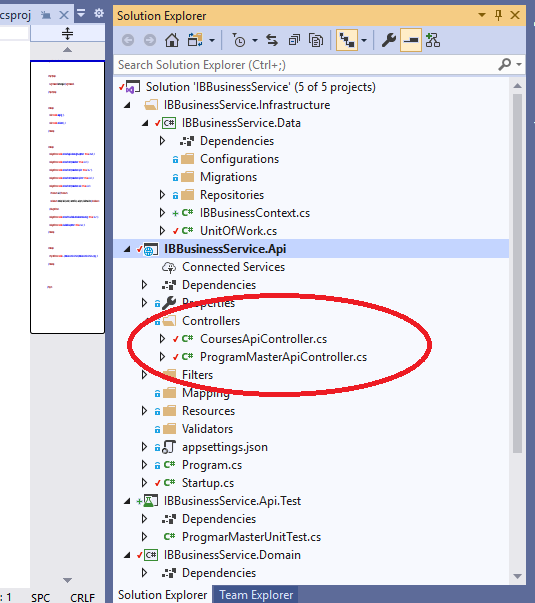 csproj
Solution Explorer
Search Solution Explorer (Ctrl+;)
Solution 'IBBusinessService' (5 of 5 projects)
IBBusinessService.Infrastructure
C# IBBusinessService.Data
Dependencies
Configurations
Migrations
Repositories
C# IBBusinessContext.cs
C# UnitOfWork.cs
IBBusinessService.Api
Connected Services
Dependencies
Properties
Controllers
C# CoursesApiController.cs
C# ProgramMasterApiController.cs
Filters
Mapping
Resources
Validators
appsettings.json
C# Program.cs
C# Startup.cs
IBBusinessService.Api.Test
Dependencies
C# ProgmarMasterUnitTest.cs
C# IBBusinessService.Domain
Dependencies
: 1 SPC CRLF
Solution Explorer Team Explorer